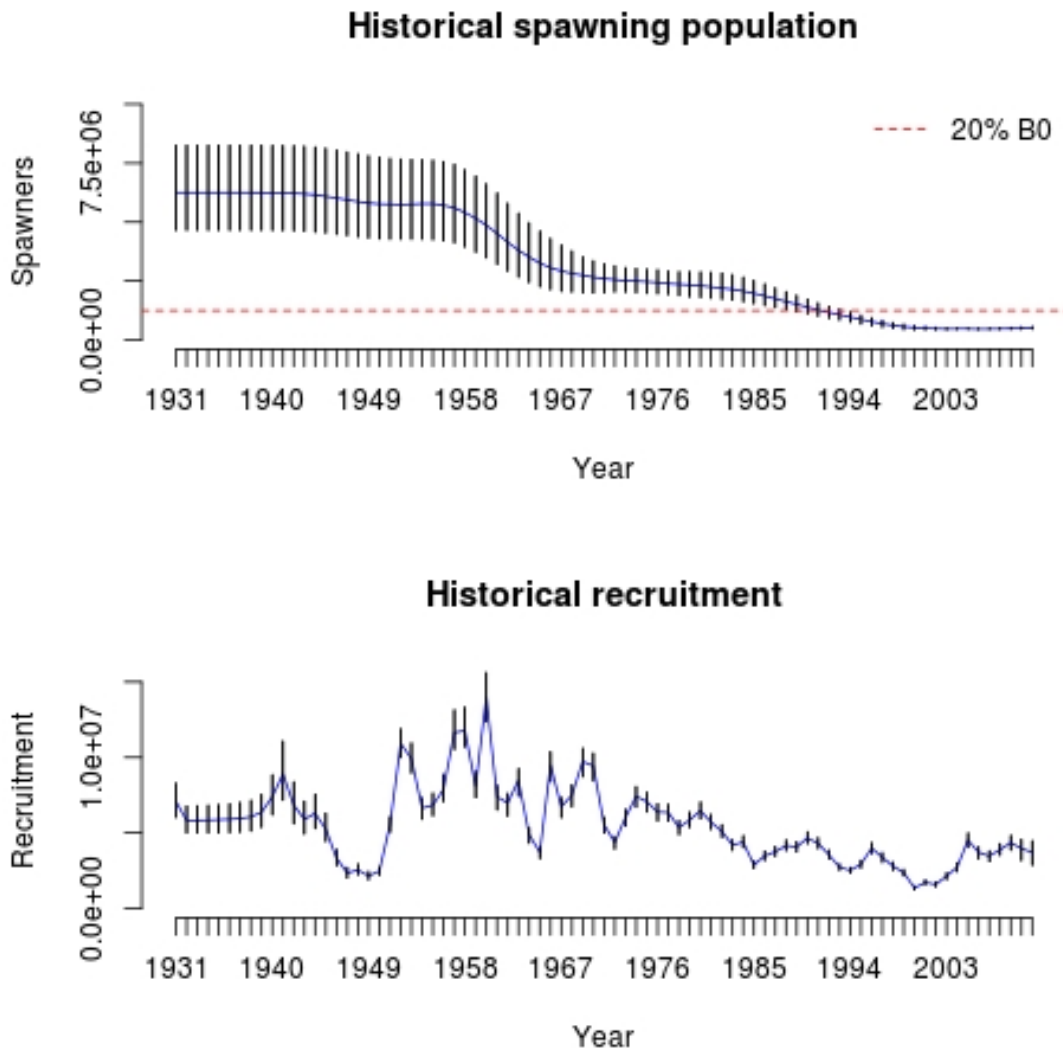 Historical spawning population
20% B0
Spawners
7.5e+06
0.0e+00
1931 1940 1949 1958 1967 1976 1985 1994 2003
Year
Historical recruitment
Recruitment
1.0e+07
0.0e+00
1931 1940 1949 1958 1967 1976 1985 1994 2003
Year